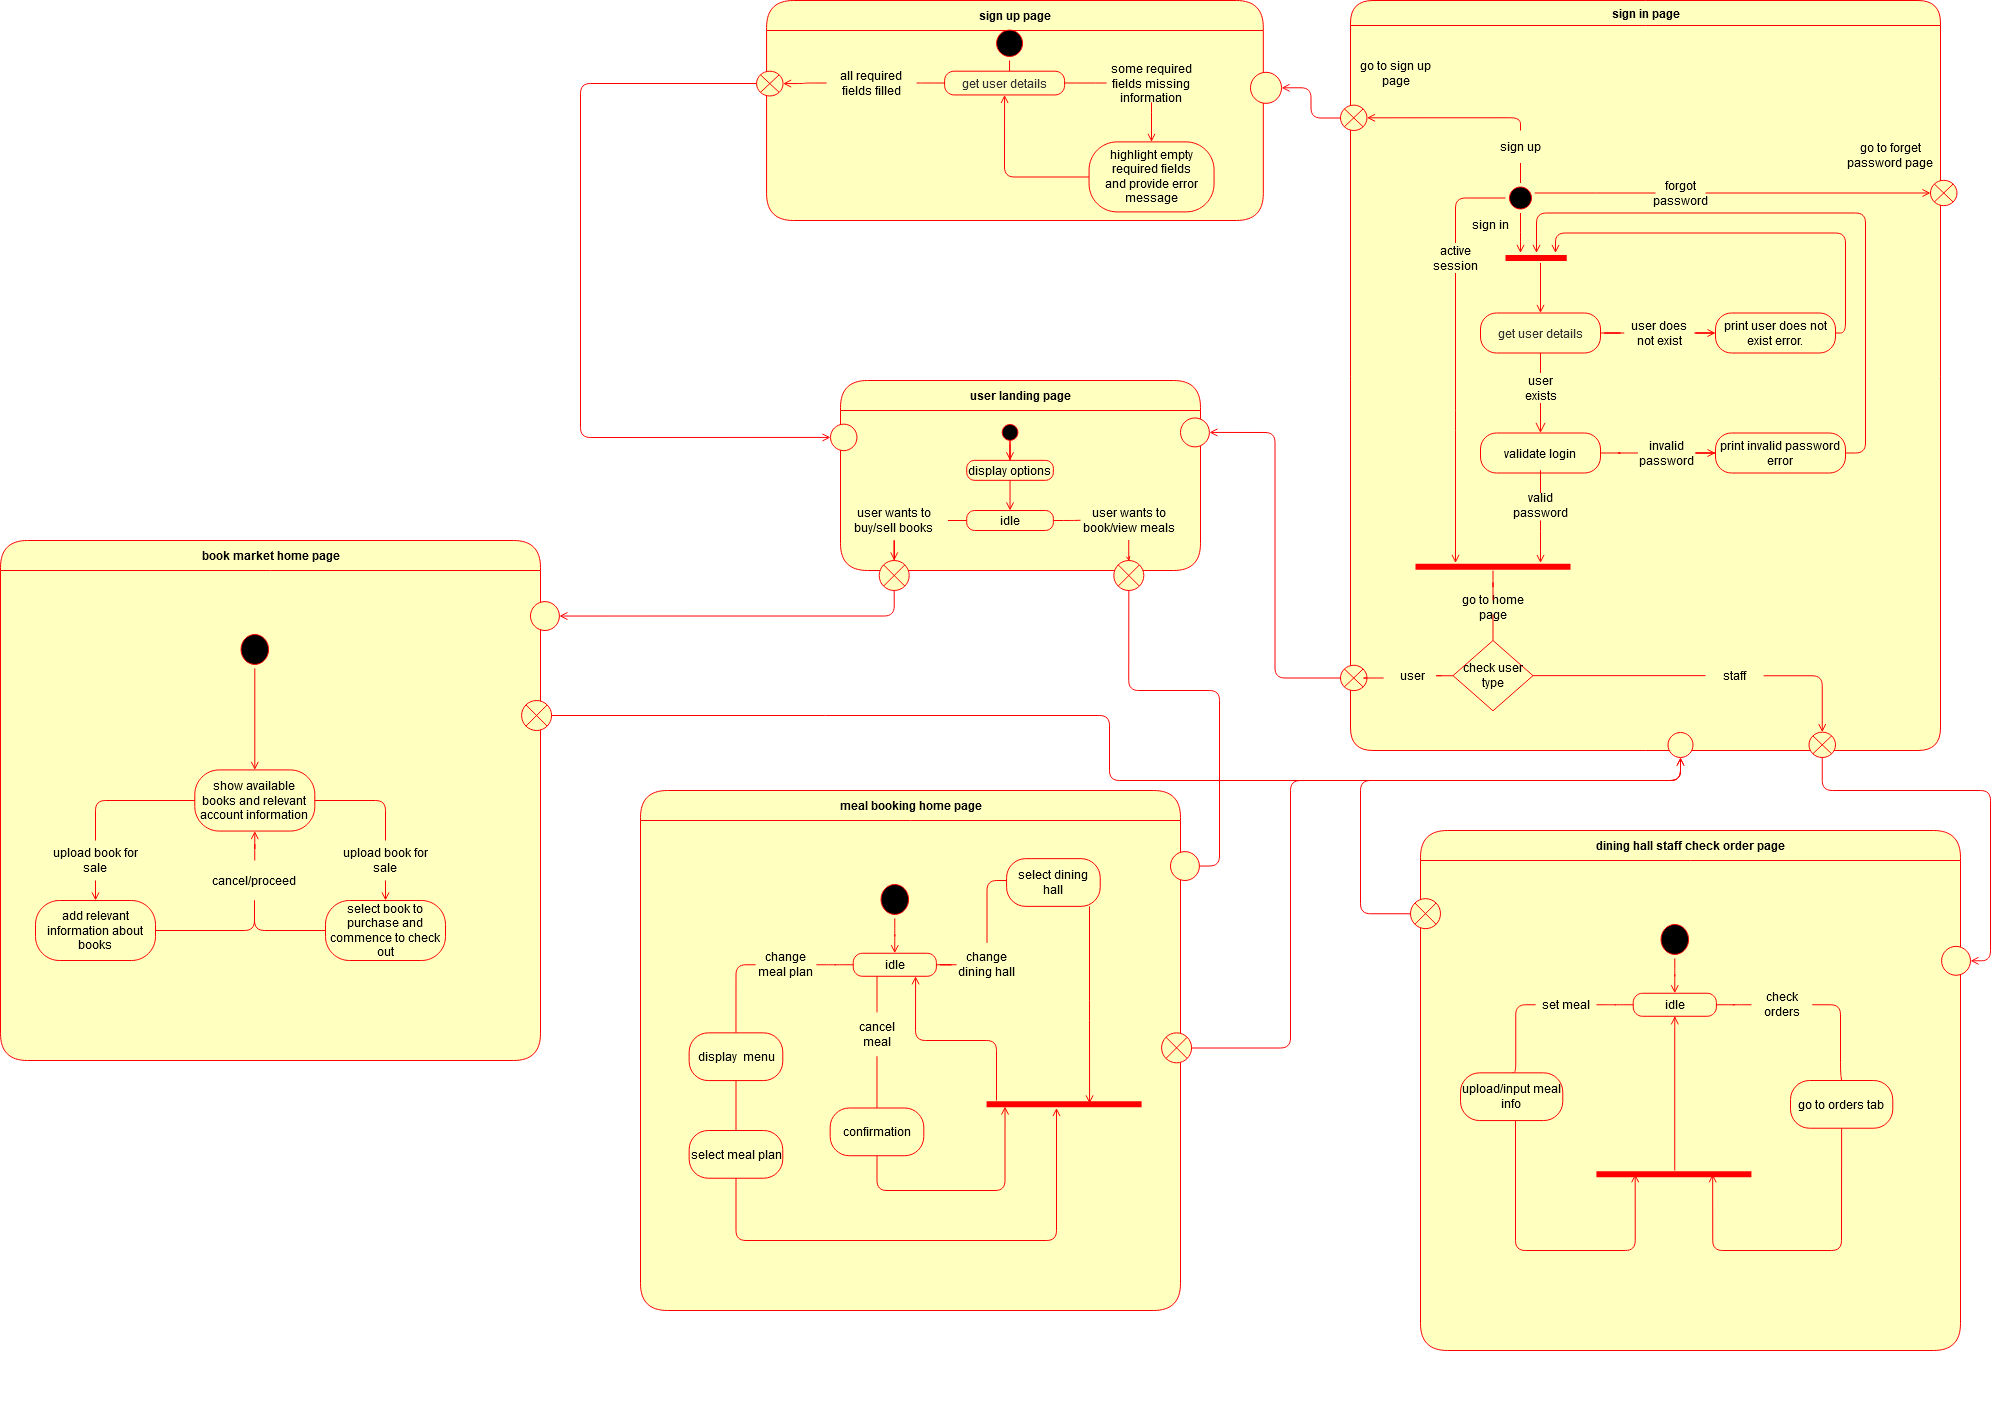 sign up page
all required
fields filled
get user details
some required
fields missing
information
highlight empty
required fields
and provide error
message
sign in page
go to sign up
page
sign up
go to forget
password page
forgot
password
sign in
active
session
get user details
user does
not exist
print user does not
exist error.
user
exists
validate login
invalid
password
print invalid password
error
valid
password
go to home
page
check user
type
user
staff
user landing page
display options
idle
user wants to
buy/sell books
user wants to
book/view meals
book market home page
show available
books and relevant
account information
upload book for
sale
upload book for
sale
cancel/proceed
add relevant
information about
books
select book to
purchase and
commence to check
out
meal booking home page
select dining
hall
change
meal plan
idle
change
dining hall
cancel
meal
display  menu
confirmation
select meal plan
dining hall staff check order page
set meal
idle
check
orders
upload/input meal
info
go to orders tab